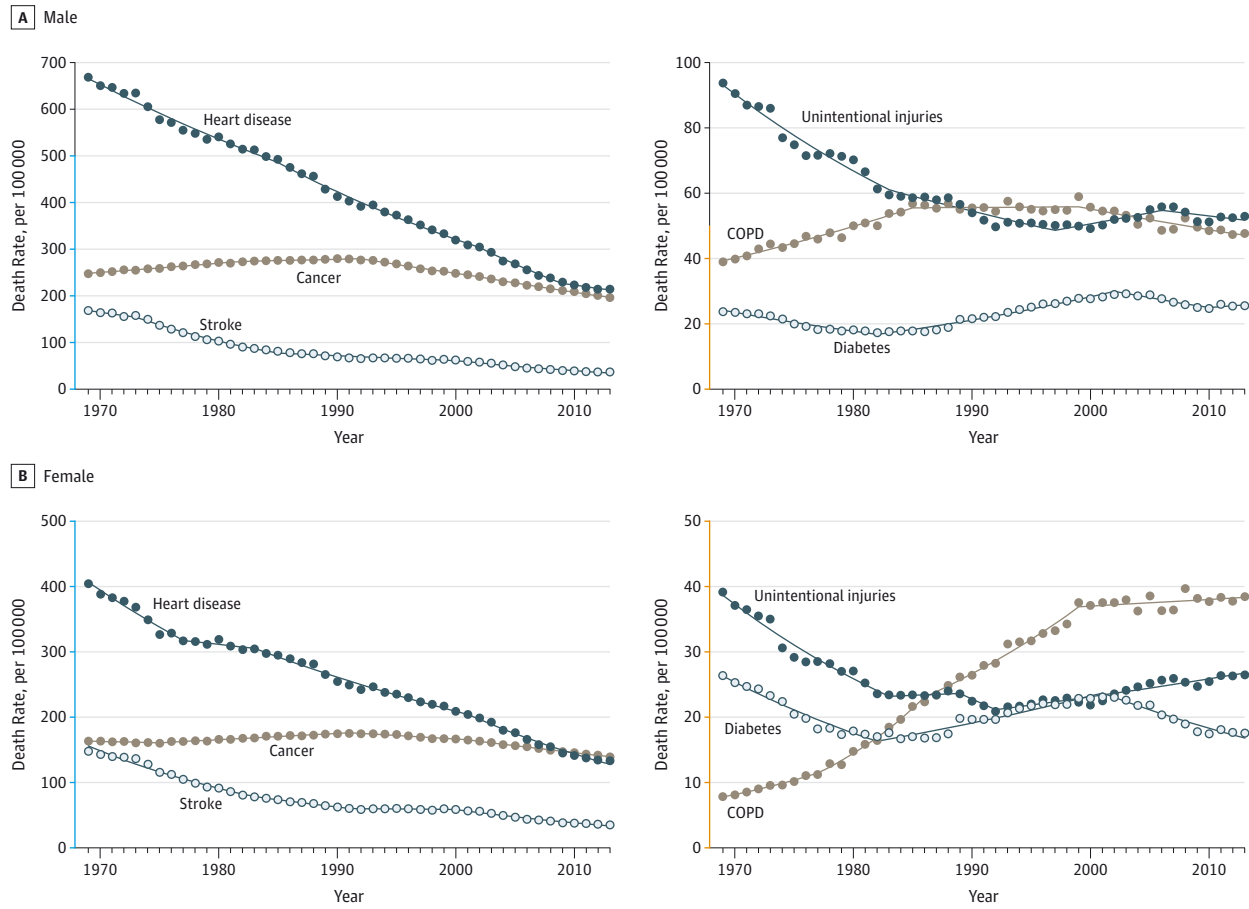 A Male
Death Rate, per 100 000
700
600
500
400
300
200
100
0
Heart disease
Cancer
Stroke
1970 1980 1990 2000 2010
Year
Death Rate, per 100 000
100
80
60
40
20
0
Unintentional injuries
COPD
Diabetes
1970 1980 1990 2000 2010
Year
B Female
Death Rate, per 100 000
500
400
300
200
100
0
Heart disease
Cancer
Stroke
1970 1980 1990 2000 2010
Year
Death Rate, per 100 000
50
40
30
20
10
0
Unintentional injuries
Diabetes
COPD
1970 1980 1990 2000 2010
Year